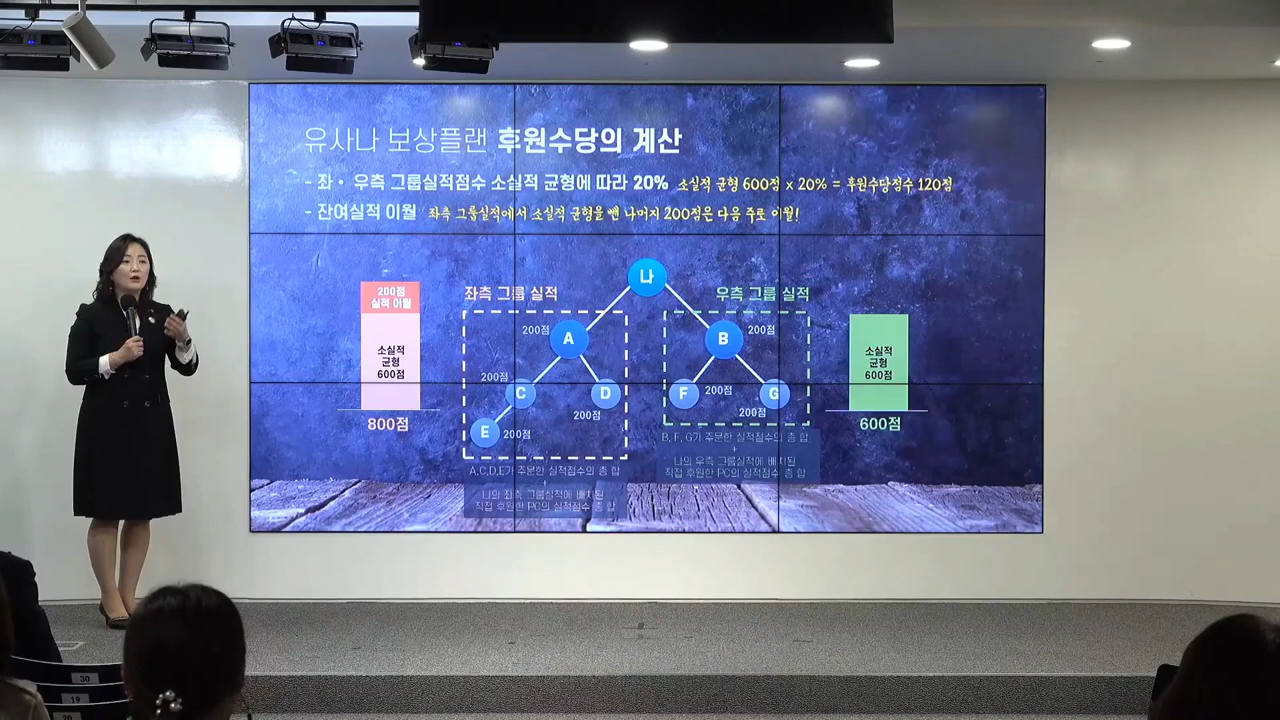 유사나 보상플랜 후원수당의 계산
- 좌· 우측 그룹실적점수 소실적 균형에 따라 20% 소실적 균형 600점 x 20% = 후원수당점수 120점
- 잔여실적 이월 좌측 그룹실적에서 소실적 균형을 뺀 나머지 200점은 다음 주로 이월!
나
좌측 그룹 실적
우측 그룹 실적
200점
실적 이월
소실적
균형
600점
800점
200점
A
200점
C
D
200점
E
200점
B
200점
F
200점
G
200점
소실적
균형
600점
600점
A,C,D,E가 주문한 실적점수의 총 합
+
나의 좌측 그룹실적에 배치된
직접 후원한 PC의 실적점수 총 합
B, F, G가 주문한 실적점수의 총 합
+
나의 우측 그룹실적에 배치된
직접 후원한 PC의 실적점수 총 합
30
19
20